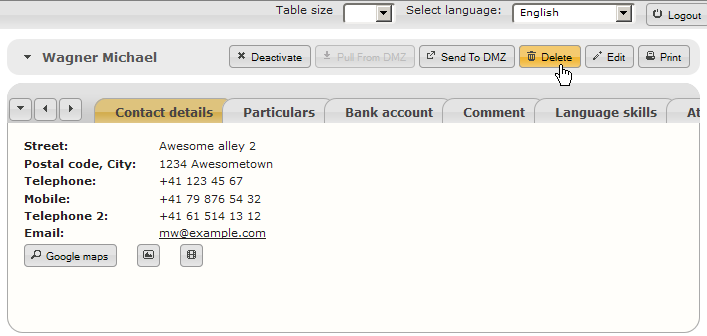 Table size Select language: English Logout
Wagner Michael Deactivate Pull From DMZ Send To DMZ Delete Edit Print
Contact details Particulars Bank account Comment Language skills At
Street: Awesome alley 2
Postal code, City: 1234 Awesometown
Telephone: +41 123 45 67
Mobile: +41 79 876 54 32
Telephone 2: +41 61 514 13 12
Email: mw@example.com
Google maps